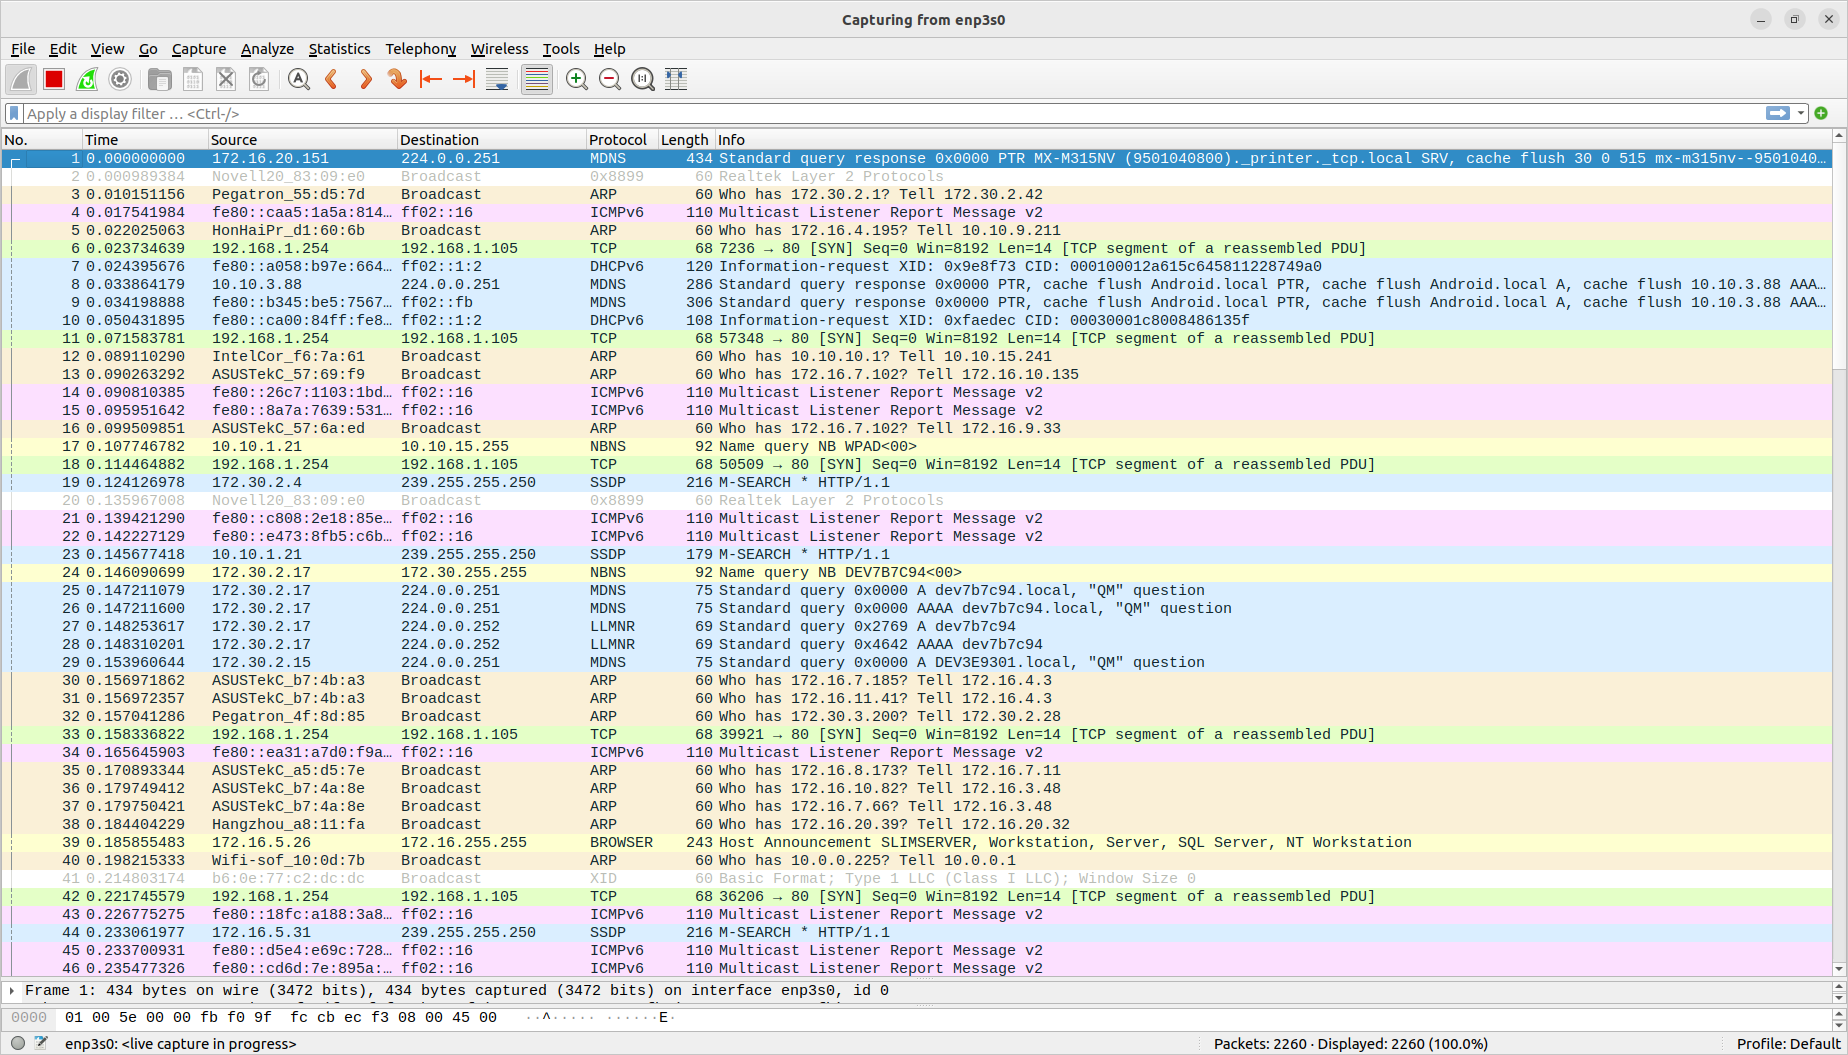 Capturing from enp3s0
File Edit View Go Capture Analyze Statistics Telephony Wireless Tools Help
Apply a display filter … <Ctrl-/>
No. Time Source Destination Protocol Length Info
1 0.000000000 172.16.20.151 224.0.0.251 MDNS 434 Standard query response 0x0000 PTR MX-M315NV (9501040800)._printer._tcp.local SRV, cache flush 30 0 515 mx-m315nv--9501040…
2 0.000989384 Novell20_83:09:e0 Broadcast 0x8899 60 Realtek Layer 2 Protocols
3 0.010151156 Pegatron_55:d5:7d Broadcast ARP 60 Who has 172.30.2.1? Tell 172.30.2.42
4 0.017541984 fe80::caa5:1a5a:814… ff02::16 ICMPv6 110 Multicast Listener Report Message v2
5 0.022025063 HonHaiPr_d1:60:6b Broadcast ARP 60 Who has 172.16.4.195? Tell 10.10.9.211
6 0.023734639 192.168.1.254 192.168.1.105 TCP 68 7236 → 80 [SYN] Seq=0 Win=8192 Len=14 [TCP segment of a reassembled PDU]
7 0.024395676 fe80::a058:b97e:664… ff02::1:2 DHCPv6 120 Information-request XID: 0x9e8f73 CID: 000100012a615c645811228749a0
8 0.033864179 10.10.3.88 224.0.0.251 MDNS 286 Standard query response 0x0000 PTR, cache flush Android.local PTR, cache flush Android.local A, cache flush 10.10.3.88 AAA…
9 0.034198888 fe80::b345:be5:7567… ff02::fb MDNS 306 Standard query response 0x0000 PTR, cache flush Android.local PTR, cache flush Android.local A, cache flush 10.10.3.88 AAA…
10 0.050431895 fe80::ca00:84ff:fe8… ff02::1:2 DHCPv6 108 Information-request XID: 0xfaedec CID: 00030001c8008486135f
11 0.071583781 192.168.1.254 192.168.1.105 TCP 68 57348 → 80 [SYN] Seq=0 Win=8192 Len=14 [TCP segment of a reassembled PDU]
12 0.089110290 IntelCor_f6:7a:61 Broadcast ARP 60 Who has 10.10.10.1? Tell 10.10.15.241
13 0.090263292 ASUSTekC_57:69:f9 Broadcast ARP 60 Who has 172.16.7.102? Tell 172.16.10.135
14 0.090810385 fe80::26c7:1103:1bd… ff02::16 ICMPv6 110 Multicast Listener Report Message v2
15 0.095951642 fe80::8a7a:7639:531… ff02::16 ICMPv6 110 Multicast Listener Report Message v2
16 0.099509851 ASUSTekC_57:6a:ed Broadcast ARP 60 Who has 172.16.7.102? Tell 172.16.9.33
17 0.107746782 10.10.1.21 10.10.15.255 NBNS 92 Name query NB WPAD<00>
18 0.114464882 192.168.1.254 192.168.1.105 TCP 68 50509 → 80 [SYN] Seq=0 Win=8192 Len=14 [TCP segment of a reassembled PDU]
19 0.124126978 172.30.2.4 239.255.255.250 SSDP 216 M-SEARCH * HTTP/1.1
20 0.135967008 Novell20_83:09:e0 Broadcast 0x8899 60 Realtek Layer 2 Protocols
21 0.139421290 fe80::c808:2e18:85e… ff02::16 ICMPv6 110 Multicast Listener Report Message v2
22 0.142227129 fe80::e473:8fb5:c6b… ff02::16 ICMPv6 110 Multicast Listener Report Message v2
23 0.145677418 10.10.1.21 239.255.255.250 SSDP 179 M-SEARCH * HTTP/1.1
24 0.146090699 172.30.2.17 172.30.255.255 NBNS 92 Name query NB DEV7B7C94<00>
25 0.147211079 172.30.2.17 224.0.0.251 MDNS 75 Standard query 0x0000 A dev7b7c94.local, "QM" question
26 0.147211600 172.30.2.17 224.0.0.251 MDNS 75 Standard query 0x0000 AAAA dev7b7c94.local, "QM" question
27 0.148253617 172.30.2.17 224.0.0.252 LLMNR 69 Standard query 0x2769 A dev7b7c94
28 0.148310201 172.30.2.17 224.0.0.252 LLMNR 69 Standard query 0x4642 AAAA dev7b7c94
29 0.153960644 172.30.2.15 224.0.0.251 MDNS 75 Standard query 0x0000 A DEV3E9301.local, "QM" question
30 0.156971862 ASUSTekC_b7:4b:a3 Broadcast ARP 60 Who has 172.16.7.185? Tell 172.16.4.3
31 0.156972357 ASUSTekC_b7:4b:a3 Broadcast ARP 60 Who has 172.16.11.41? Tell 172.16.4.3
32 0.157041286 Pegatron_4f:8d:85 Broadcast ARP 60 Who has 172.30.3.200? Tell 172.30.2.28
33 0.158336822 192.168.1.254 192.168.1.105 TCP 68 39921 → 80 [SYN] Seq=0 Win=8192 Len=14 [TCP segment of a reassembled PDU]
34 0.165645903 fe80::ea31:a7d0:f9a… ff02::16 ICMPv6 110 Multicast Listener Report Message v2
35 0.170893344 ASUSTekC_a5:d5:7e Broadcast ARP 60 Who has 172.16.8.173? Tell 172.16.7.11
36 0.179749412 ASUSTekC_b7:4a:8e Broadcast ARP 60 Who has 172.16.10.82? Tell 172.16.3.48
37 0.179750421 ASUSTekC_b7:4a:8e Broadcast ARP 60 Who has 172.16.7.66? Tell 172.16.3.48
38 0.184404229 Hangzhou_a8:11:fa Broadcast ARP 60 Who has 172.16.20.39? Tell 172.16.20.32
39 0.185855483 172.16.5.26 172.16.255.255 BROWSER 243 Host Announcement SLIMSERVER, Workstation, Server, SQL Server, NT Workstation
40 0.198215333 Wifi-sof_10:0d:7b Broadcast ARP 60 Who has 10.0.0.225? Tell 10.0.0.1
41 0.214803174 b6:0e:77:c2:dc:dc Broadcast XID 60 Basic Format; Type 1 LLC (Class I LLC); Window Size 0
42 0.221745579 192.168.1.254 192.168.1.105 TCP 68 36206 → 80 [SYN] Seq=0 Win=8192 Len=14 [TCP segment of a reassembled PDU]
43 0.226775275 fe80::18fc:a188:3a8… ff02::16 ICMPv6 110 Multicast Listener Report Message v2
44 0.233061977 172.16.5.31 239.255.255.250 SSDP 216 M-SEARCH * HTTP/1.1
45 0.233700931 fe80::d5e4:e69c:728… ff02::16 ICMPv6 110 Multicast Listener Report Message v2
46 0.235477326 fe80::cd6d:7e:895a:… ff02::16 ICMPv6 110 Multicast Listener Report Message v2
Frame 1: 434 bytes on wire (3472 bits), 434 bytes captured (3472 bits) on interface enp3s0, id 0
0000 01 00 5e 00 00 fb f0 9f fc cb ec f3 08 00 45 00 ··^····· ······E·
enp3s0: <live capture in progress> Packets: 2260 · Displayed: 2260 (100.0%) Profile: Default